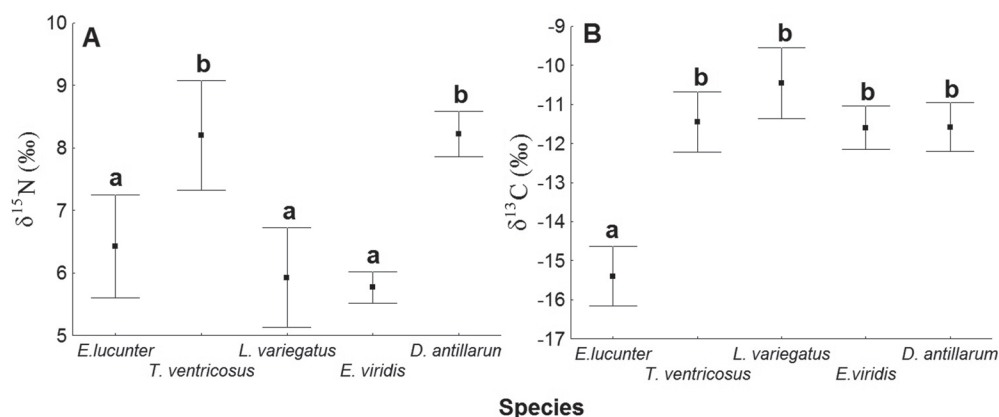 A
δ15N (‰)
10
9
8
7
6
5
a
b
a
a
b
E.lucunter
T. ventricosus
L. variegatus
E. viridis
D. antillarum
B
δ13C (‰)
-9
-10
-11
-12
-13
-14
-15
-16
-17
a
b
b
b
b
E.lucunter
T. ventricosus
L. variegatus
E.viridis
D. antillarum
Species